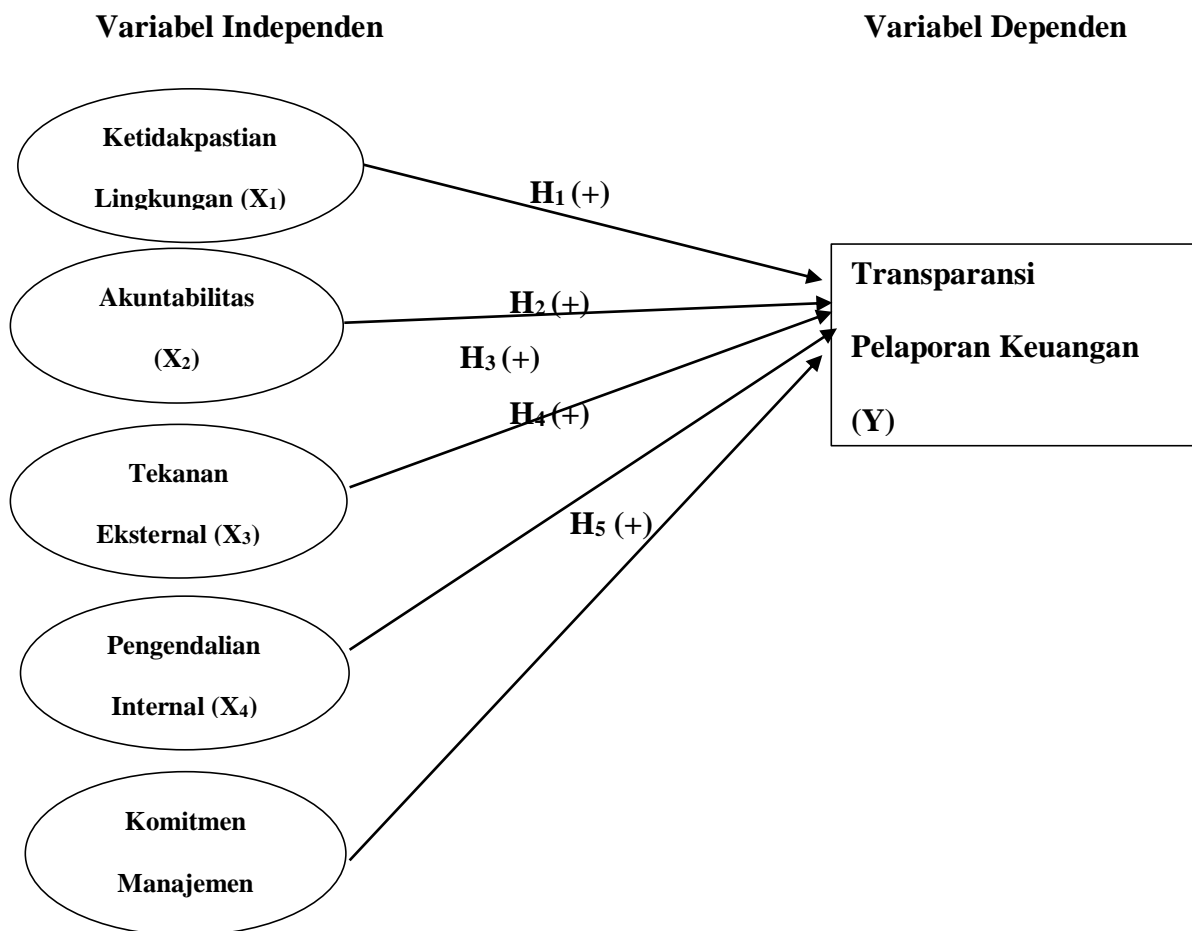 Variabel Independen
Variabel Dependen
Ketidakpastian
Lingkungan (X₁)
H₁ (+)
Akuntabilitas
(X₂)
H₂ (+)
H₃ (+)
H₄ (+)
Transparansi
Pelaporan Keuangan
(Y)
Tekanan
Eksternal (X₃)
H₅ (+)
Pengendalian
Internal (X₄)
Komitmen
Manajemen